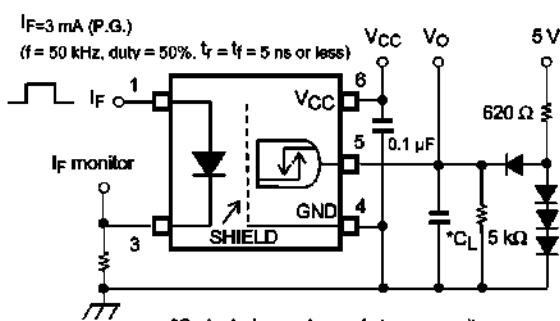 IF=3 mA (P.G.)
(f = 50 kHz, duty = 50%, tr = tf = 5 ns or less)
VCC
VO
5 V
1
6
IF
VCC
620 Ω
5
0.1 μF
IF monitor
GND
4
3
SHIELD
*CL
5 kΩ